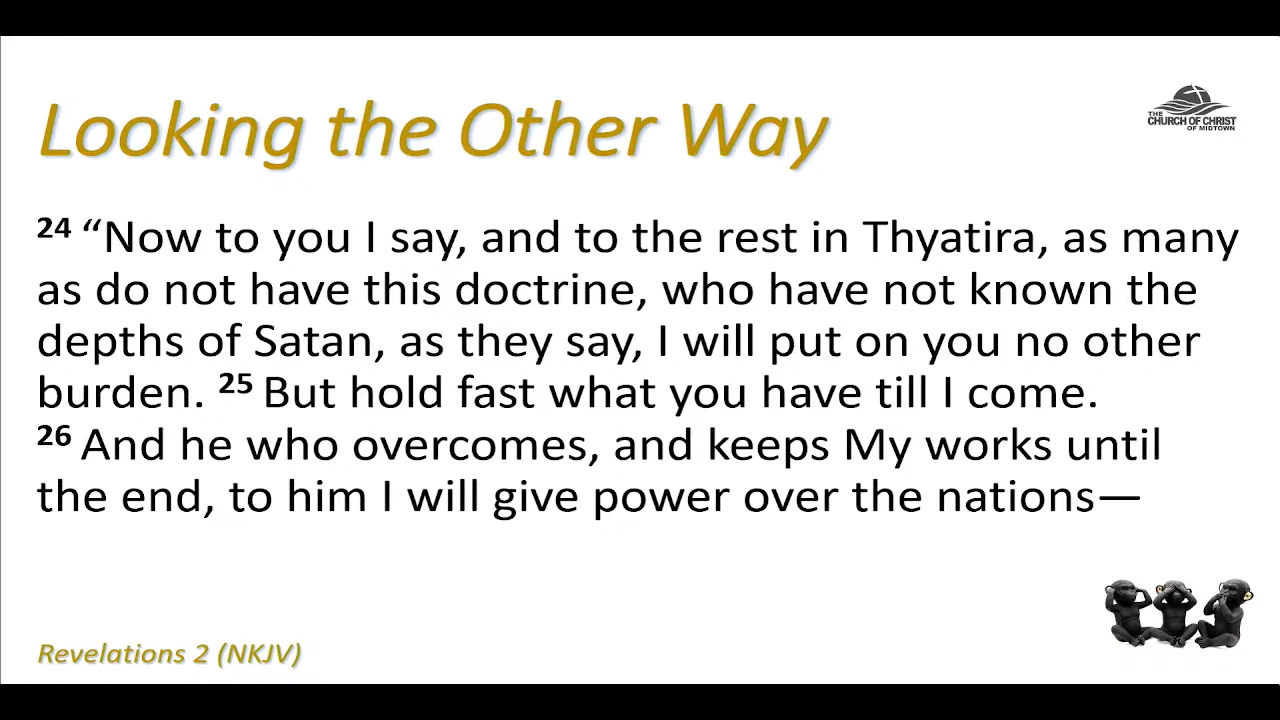 Looking the Other Way
THE
CHURCH OF CHRIST
OF MIDTOWN
24 “Now to you I say, and to the rest in Thyatira, as many
as do not have this doctrine, who have not known the
depths of Satan, as they say, I will put on you no other
burden. 25 But hold fast what you have till I come.
26 And he who overcomes, and keeps My works until
the end, to him I will give power over the nations—
Revelations 2 (NKJV)